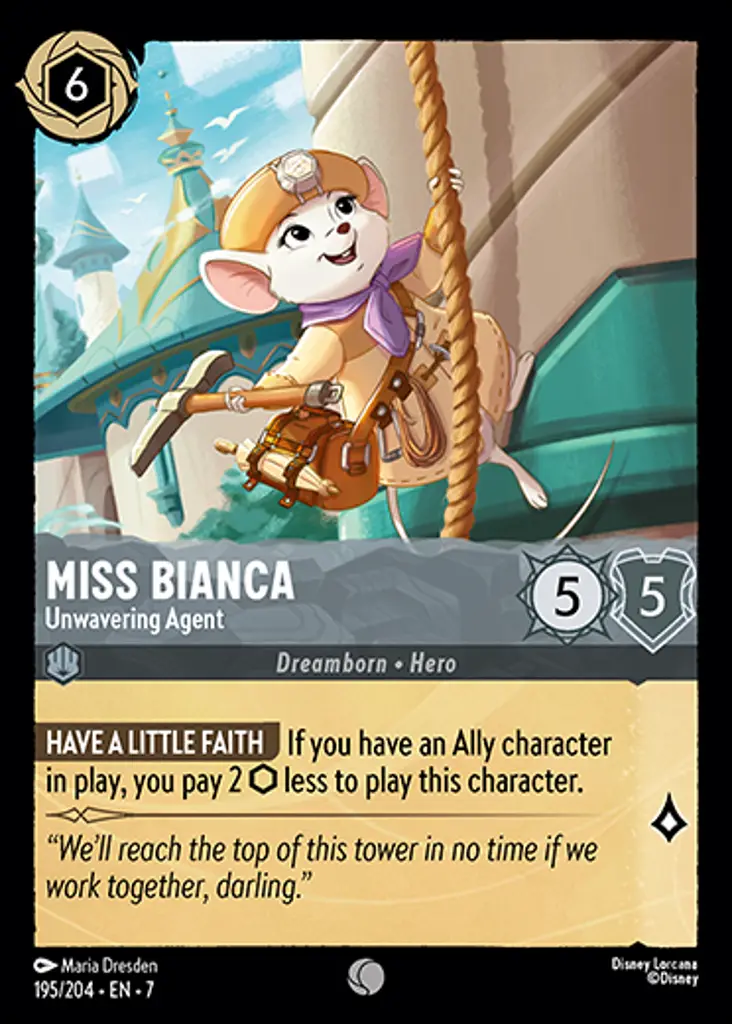 6
MISS BIANCA
Unwavering Agent
5
5
Dreamborn • Hero
HAVE A LITTLE FAITH If you have an Ally character
in play, you pay 2 ⬡ less to play this character.
“We’ll reach the top of this tower in no time if we
work together, darling.”
Maria Dresden
195/204 • EN • 7
Disney Lorcana
©Disney